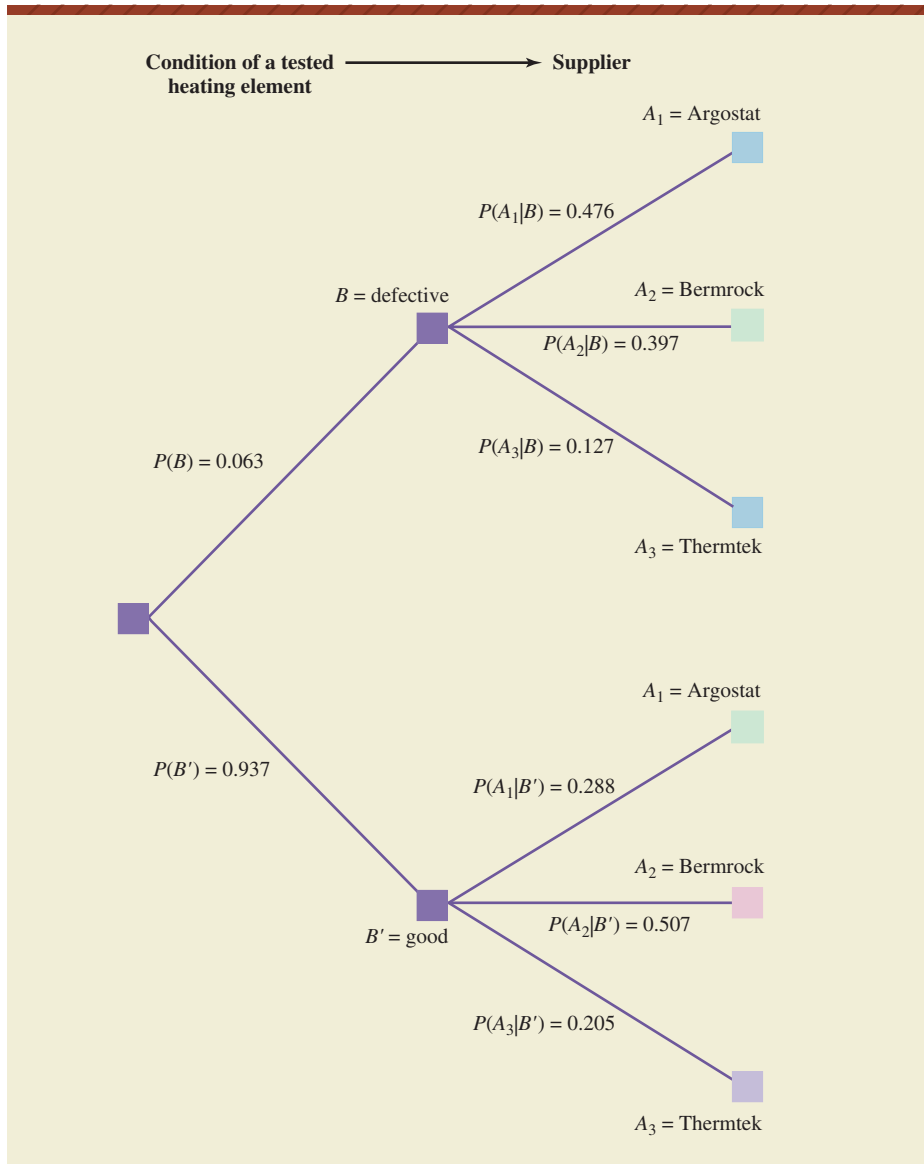 Condition of a tested
heating element
Supplier
A₁ = Argostat
P(A₁|B) = 0.476
B = defective
A₂ = Bermrock
P(A₂|B) = 0.397
P(A₃|B) = 0.127
P(B) = 0.063
A₃ = Thermtek
A₁ = Argostat
P(B′) = 0.937
P(A₁|B′) = 0.288
A₂ = Bermrock
P(A₂|B′) = 0.507
B′ = good
P(A₃|B′) = 0.205
A₃ = Thermtek